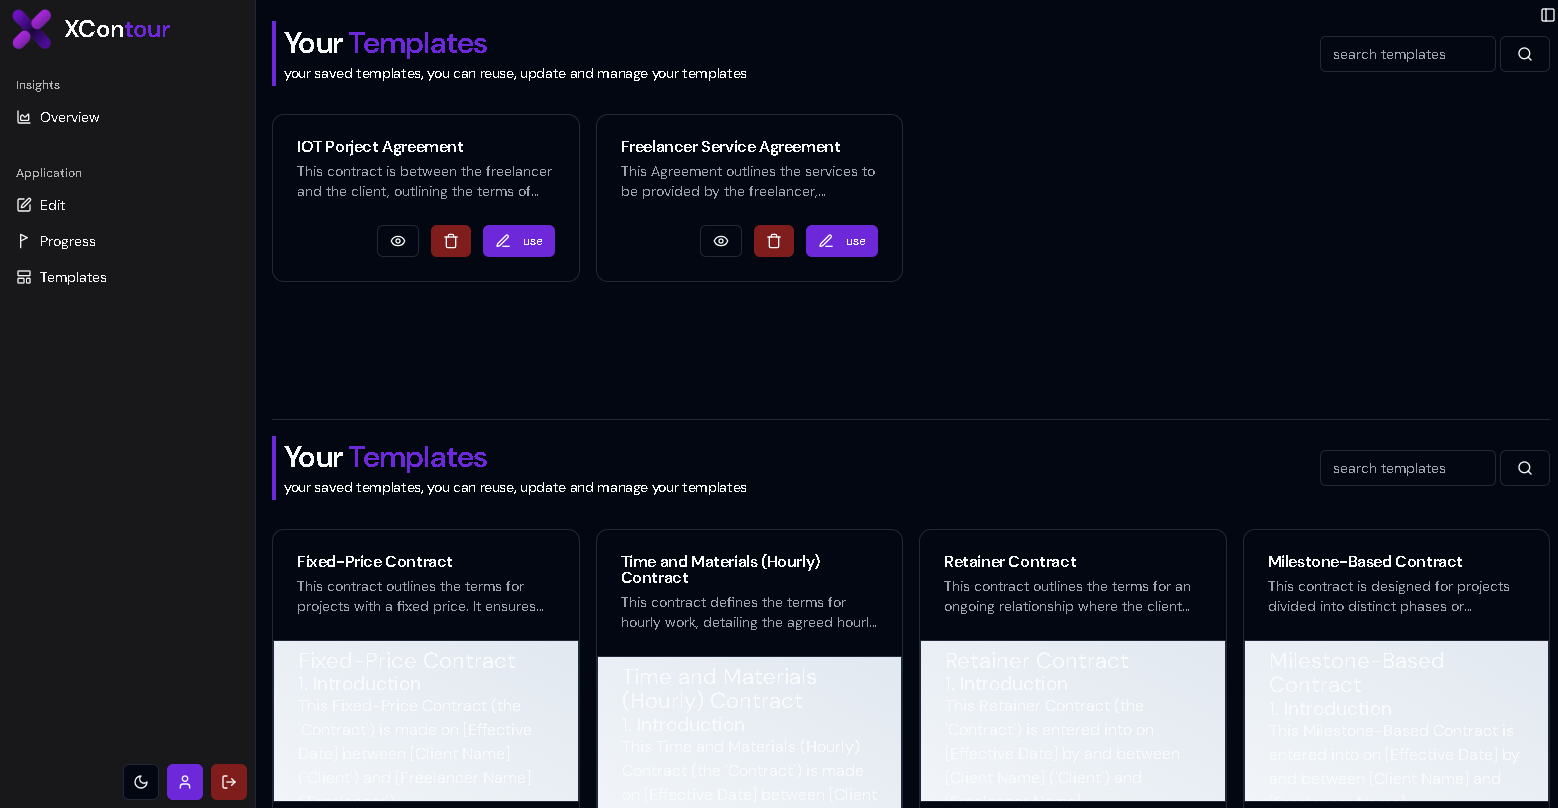 XContour
Insights
Overview
Application
Edit
Progress
Templates
Your Templates
your saved templates, you can reuse, update and manage your templates
search templates
IOT Porject Agreement
This contract is between the freelancer
and the client, outlining the terms of...
use
Freelancer Service Agreement
This Agreement outlines the services to
be provided by the freelancer,...
use
Your Templates
your saved templates, you can reuse, update and manage your templates
search templates
Fixed-Price Contract
This contract outlines the terms for
projects with a fixed price. It ensures...
Fixed-Price Contract
1. Introduction
This Fixed-Price Contract (the
'Contract') is made on [Effective
Date] between [Client Name]
('Client') and [Freelancer Name]
Time and Materials (Hourly)
Contract
This contract defines the terms for
hourly work, detailing the agreed hourl...
Time and Materials
(Hourly) Contract
1. Introduction
This Time and Materials (Hourly)
Contract (the 'Contract') is made
on [Effective Date] between [Client
Retainer Contract
This contract outlines the terms for an
ongoing relationship where the client...
Retainer Contract
1. Introduction
This Retainer Contract (the
'Contract') is entered into on
[Effective Date] by and between
[Client Name] ('Client') and
Milestone-Based Contract
This contract is designed for projects
divided into distinct phases or...
Milestone-Based
Contract
1. Introduction
This Milestone-Based Contract is
entered into on [Effective Date] by
and between [Client Name] and